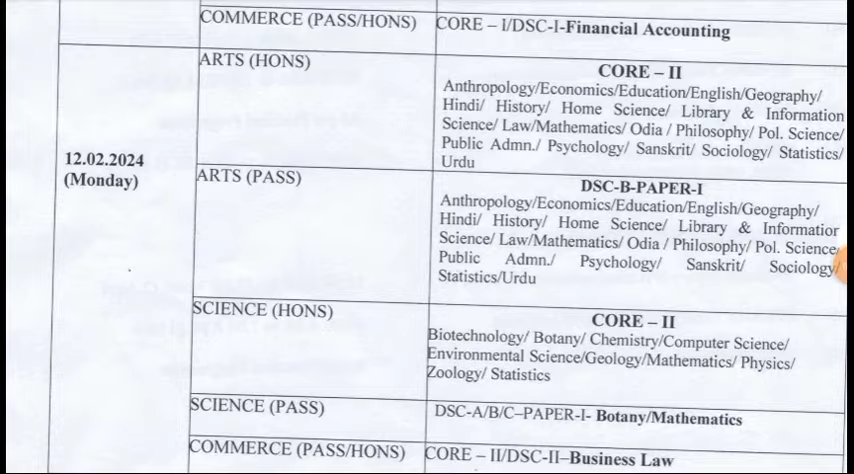 COMMERCE (PASS/HONS) CORE – I/DSC-I-Financial Accounting
ARTS (HONS) CORE – II
Anthropology/Economics/Education/English/Geography/
Hindi/ History/ Home Science/ Library & Information
Science/ Law/Mathematics/ Odia / Philosophy/ Pol. Science/
Public Admn./ Psychology/ Sanskrit/ Sociology/ Statistics/
Urdu
12.02.2024
(Monday)
ARTS (PASS) DSC-B-PAPER-I
Anthropology/Economics/Education/English/Geography/
Hindi/ History/ Home Science/ Library & Information
Science/ Law/Mathematics/ Odia / Philosophy/ Pol. Science/
Public Admn./ Psychology/ Sanskrit/ Sociology/
Statistics/Urdu
SCIENCE (HONS) CORE – II
Biotechnology/ Botany/ Chemistry/Computer Science/
Environmental Science/Geology/Mathematics/ Physics/
Zoology/ Statistics
SCIENCE (PASS) DSC-A/B/C–PAPER-I- Botany/Mathematics
COMMERCE (PASS/HONS) CORE – II/DSC-II–Business Law